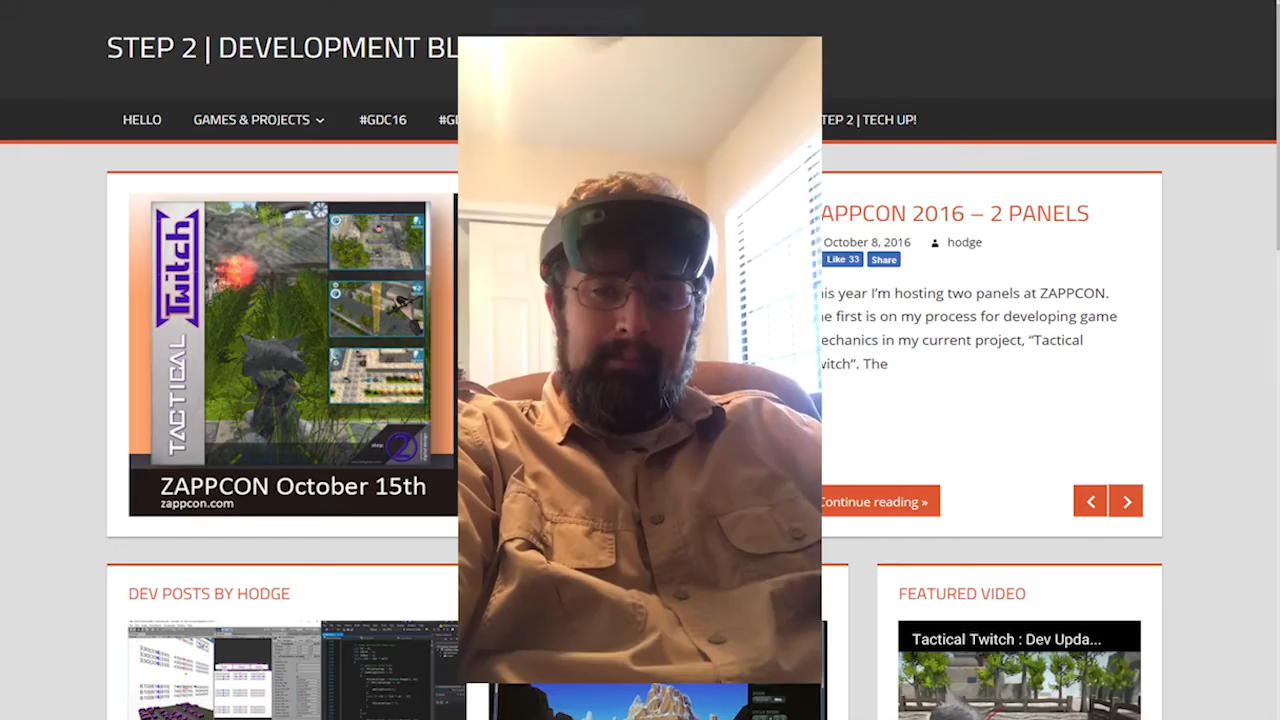 STEP 2 | DEVELOPMENT BL
HELLO
GAMES & PROJECTS
#GDC16
#G
TEP 2 | TECH UP!
Twitch
TACTICAL
step 2
ZAPPCON October 15th
zappcon.com
APPCON 2016 – 2 PANELS
October 8, 2016
hodge
Like 33
Share
is year I'm hosting two panels at ZAPPCON.
e first is on my process for developing game
echanics in my current project, “Tactical
witch”. The
Continue reading »
DEV POSTS BY HODGE
FEATURED VIDEO
Tactical Twitch : Dev Upda...